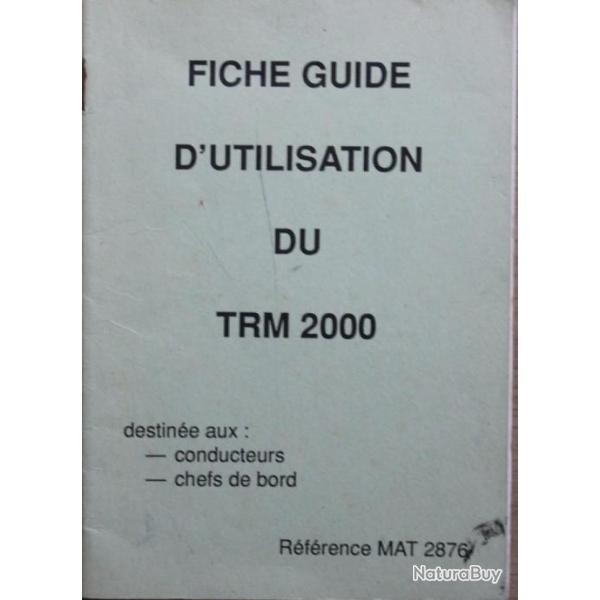 FICHE GUIDE
D'UTILISATION
DU
TRM 2000
destinée aux :
— conducteurs
— chefs de bord
Référence MAT 2876
NaturaBuy